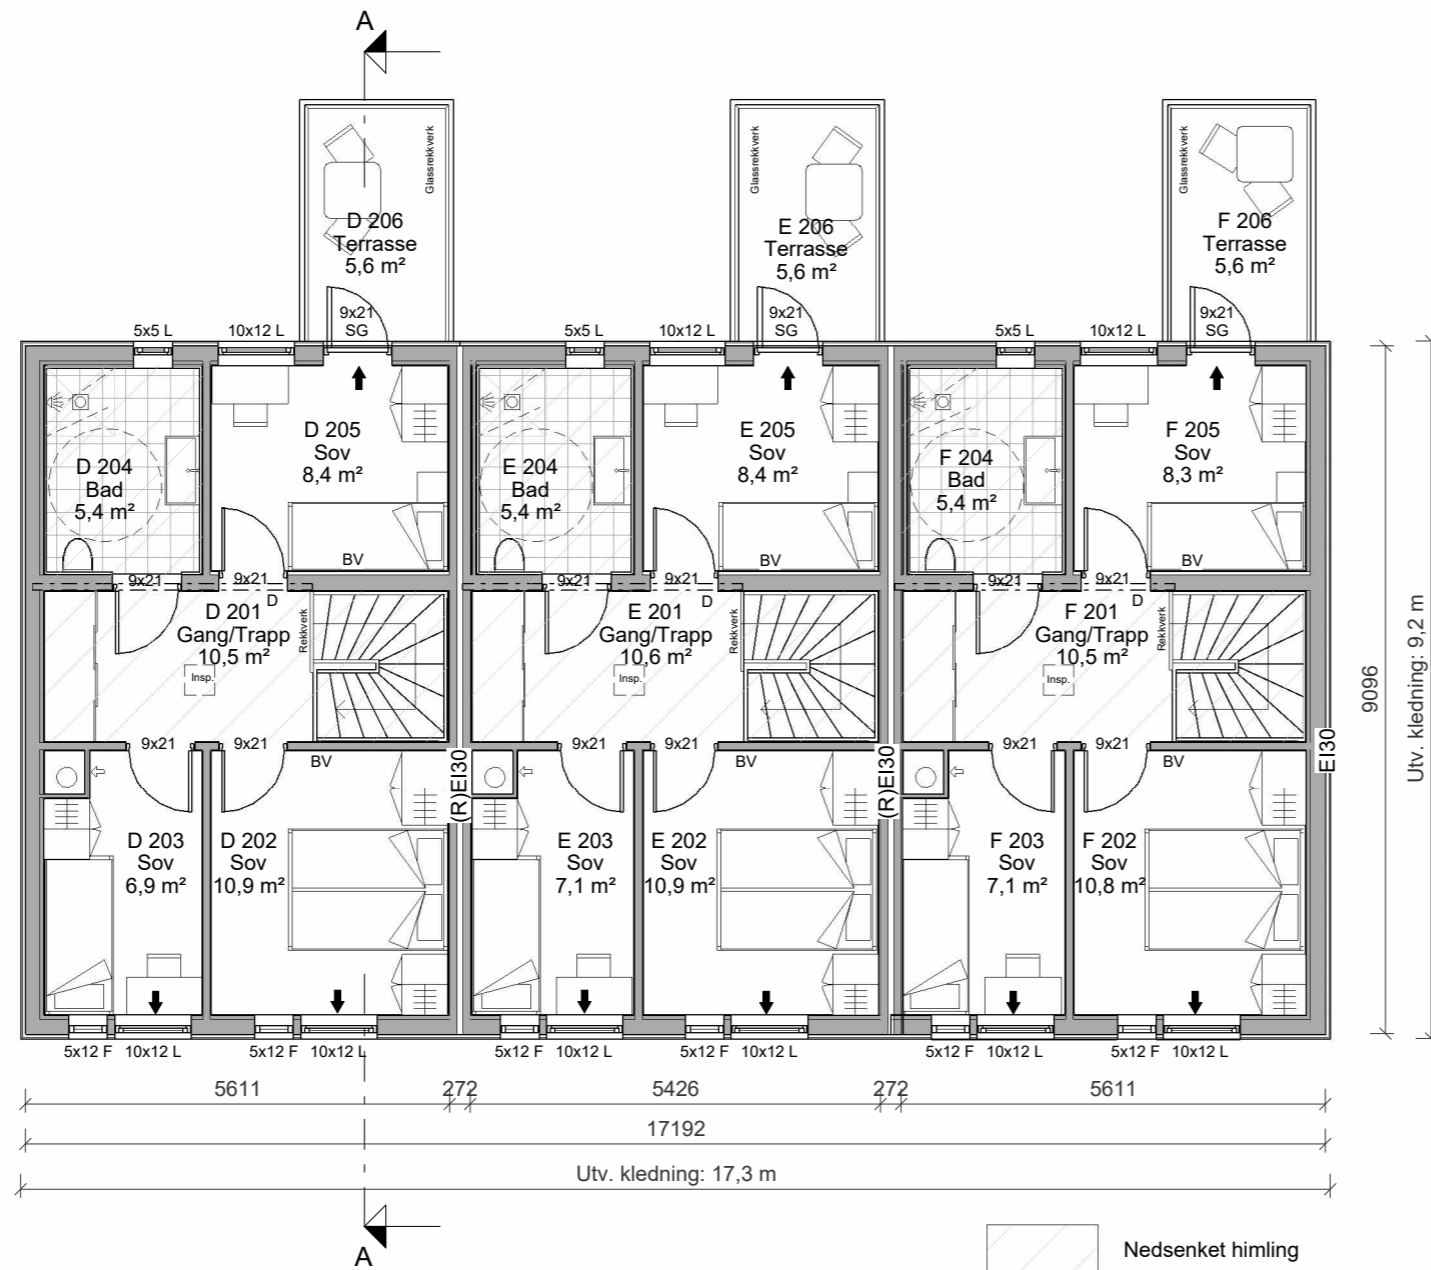 A
Glassrekkverk
Glassrekkverk
Glassrekkverk
D 206
Terrasse
5,6 m²
E 206
Terrasse
5,6 m²
F 206
Terrasse
5,6 m²
9x21
SG
9x21
SG
9x21
SG
5x5 L
10x12 L
5x5 L
10x12 L
5x5 L
10x12 L
D 204
Bad
5,4 m²
D 205
Sov
8,4 m²
E 204
Bad
5,4 m²
E 205
Sov
8,4 m²
F 204
Bad
5,4 m²
F 205
Sov
8,3 m²
BV
BV
BV
9x21
9x21
9x21
9x21
9x21
9x21
D
D
D
D 201
Gang/Trapp
10,5 m²
Insp.
Rekkverk
E 201
Gang/Trapp
10,6 m²
Insp.
Rekkverk
F 201
Gang/Trapp
10,5 m²
Insp.
Rekkverk
9x21
9x21
9x21
9x21
9x21
9x21
BV
BV
BV
(R)EI30
(R)EI30
EI30
D 203
Sov
6,9 m²
D 202
Sov
10,9 m²
E 203
Sov
7,1 m²
E 202
Sov
10,9 m²
F 203
Sov
7,1 m²
F 202
Sov
10,8 m²
5x12 F
10x12 L
5x12 F
10x12 L
5x12 F
10x12 L
5x12 F
10x12 L
5x12 F
10x12 L
5x12 F
10x12 L
9096
Utv. kledning: 9,2 m
5611
272
5426
272
5611
17192
Utv. kledning: 17,3 m
A
Nedsenket himling